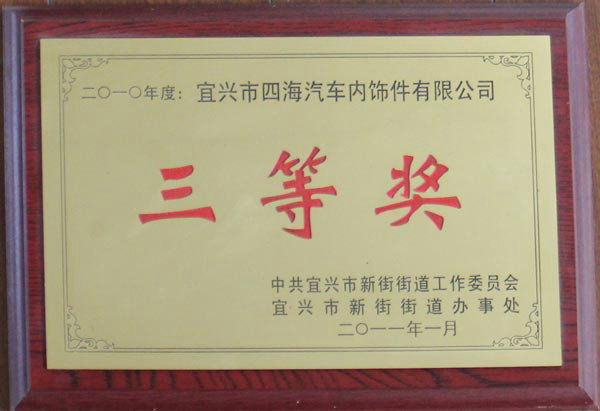 二〇一〇年度：宜兴市四海汽车内饰件有限公司
三等奖
中共宜兴市新街街道工作委员会
宜兴市新街街道办事处
二〇一一年一月